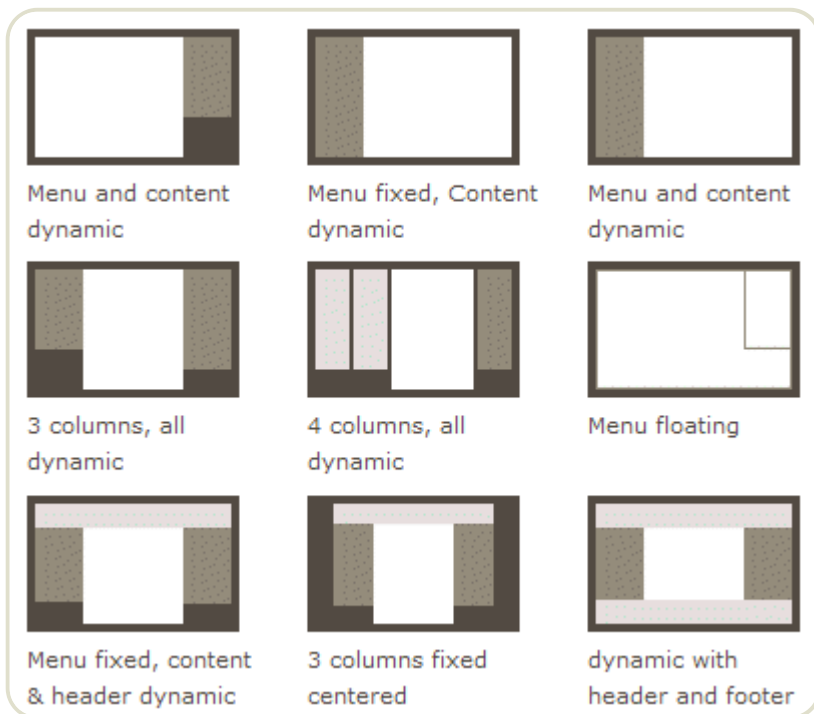 Menu and content
dynamic
Menu fixed, Content
dynamic
Menu and content
dynamic
3 columns, all
dynamic
4 columns, all
dynamic
Menu floating
Menu fixed, content
& header dynamic
3 columns fixed
centered
dynamic with
header and footer